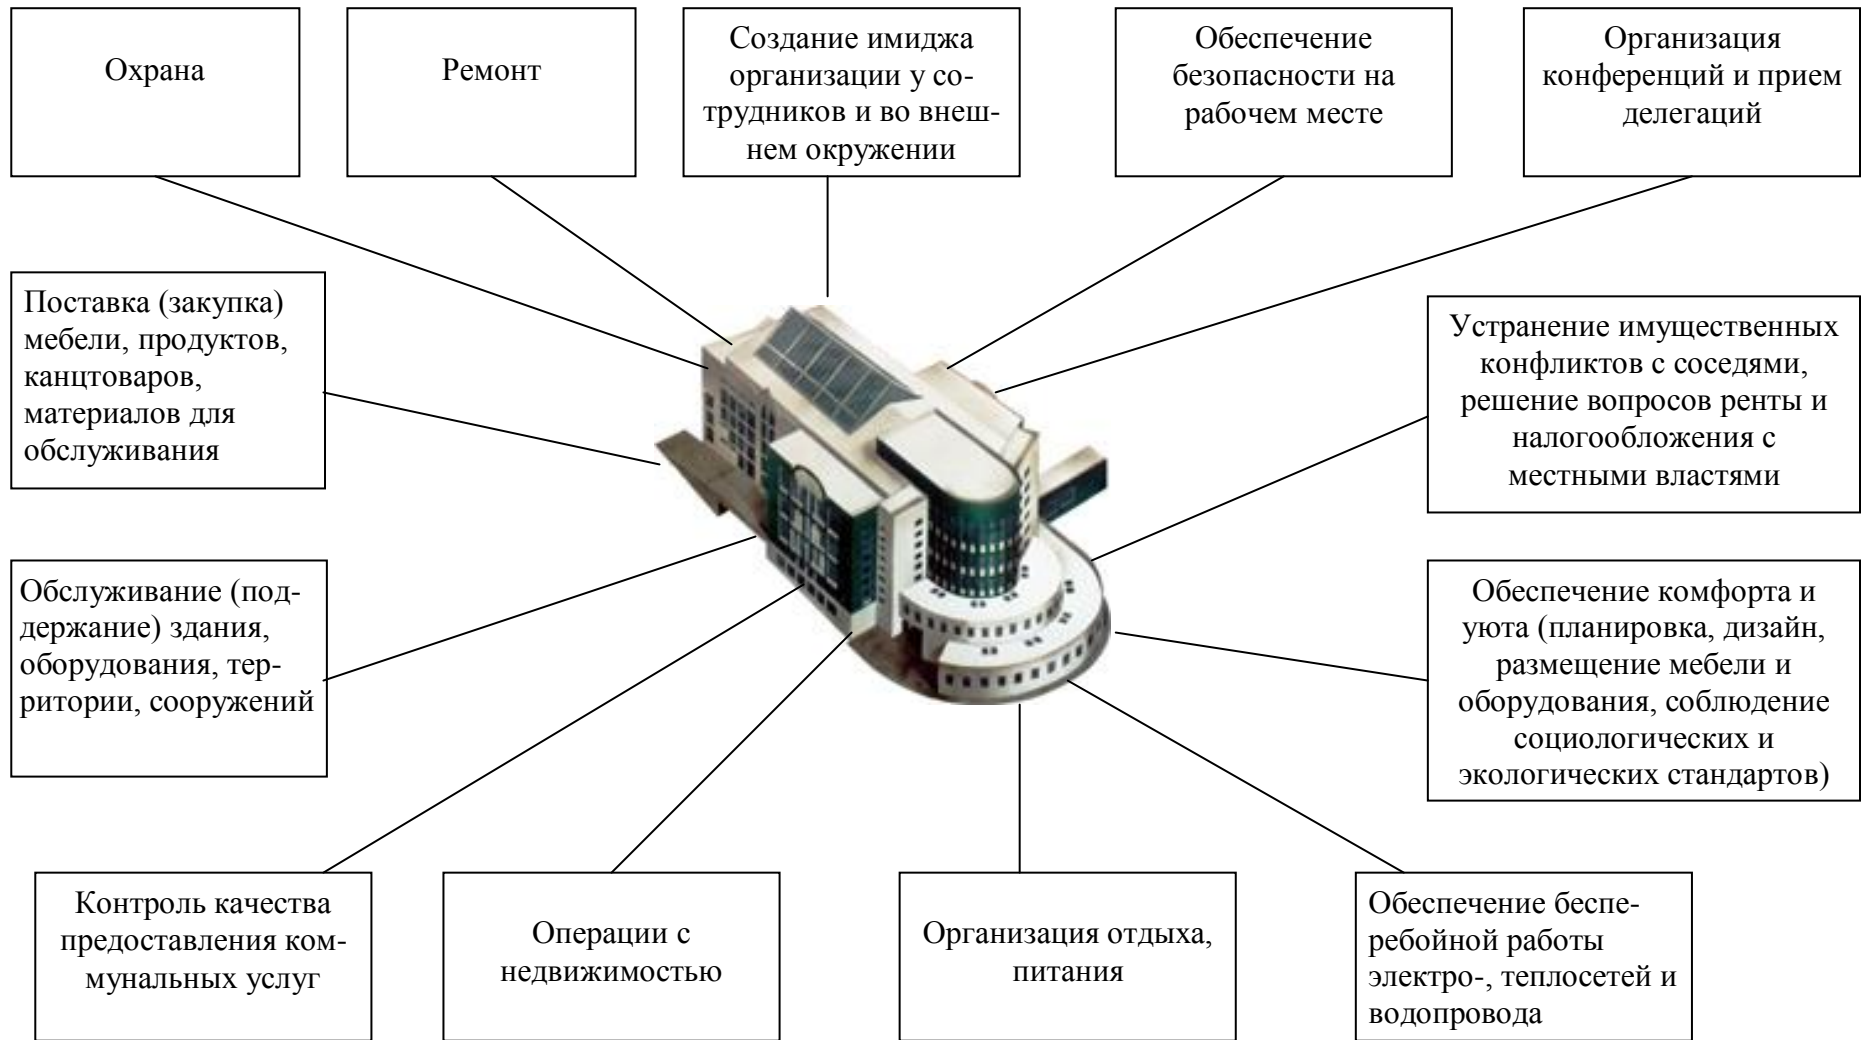 Охрана
Ремонт
Создание имиджа
организации у со-
трудников и во внеш-
нем окружении
Обеспечение
безопасности на
рабочем месте
Организация
конференций и прием
делегаций
Поставка (закупка)
мебели, продуктов,
канцтоваров,
материалов для
обслуживания
Устранение имущественных
конфликтов с соседями,
решение вопросов ренты и
налогообложения с
местными властями
Обслуживание (под-
держание) здания,
оборудования, тер-
ритории, сооружений
Обеспечение комфорта и
уюта (планировка, дизайн,
размещение мебели и
оборудования, соблюдение
социологических и
экологических стандартов)
Контроль качества
предоставления ком-
мунальных услуг
Операции с
недвижимостью
Организация отдыха,
питания
Обеспечение беспе-
ребойной работы
электро-, теплосетей и
водопровода